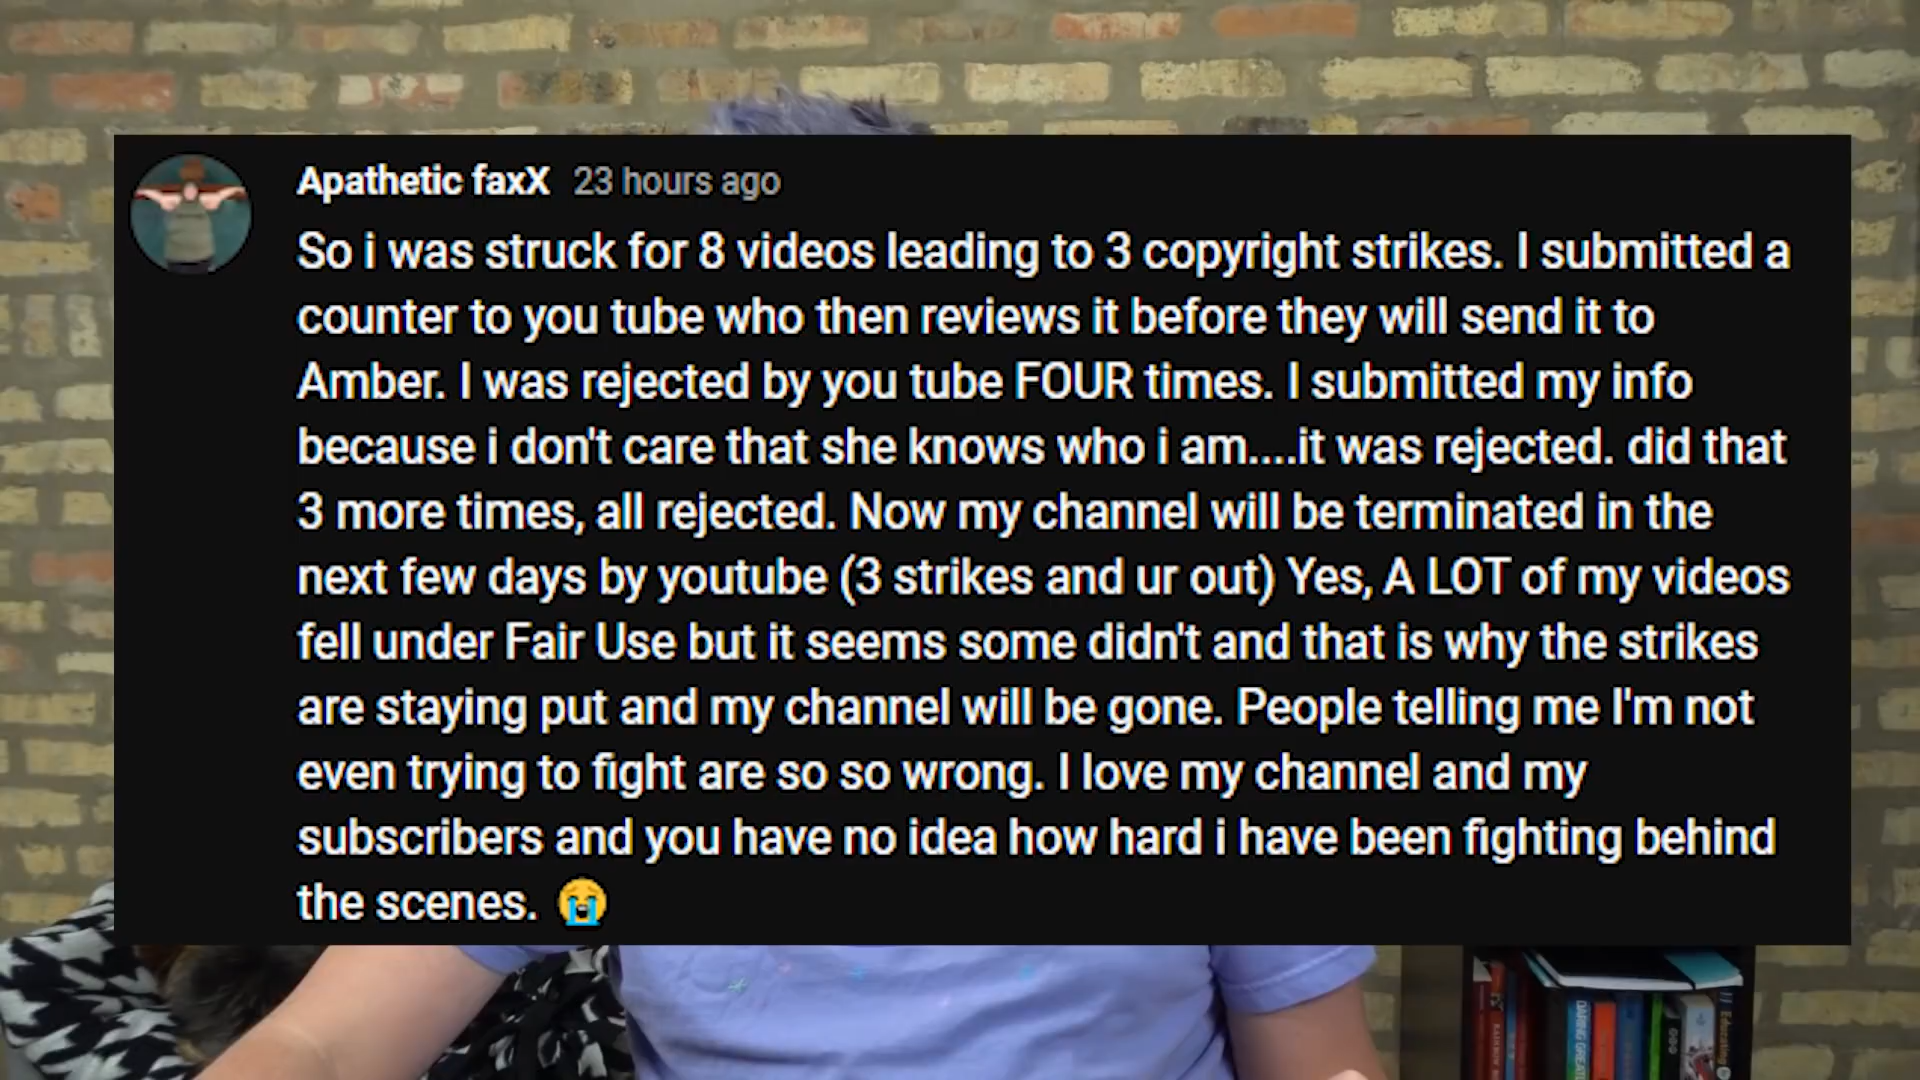 Apathetic faxX 23 hours ago
So i was struck for 8 videos leading to 3 copyright strikes. I submitted a
counter to you tube who then reviews it before they will send it to
Amber. I was rejected by you tube FOUR times. I submitted my info
because i don't care that she knows who i am....it was rejected. did that
3 more times, all rejected. Now my channel will be terminated in the
next few days by youtube (3 strikes and ur out) Yes, A LOT of my videos
fell under Fair Use but it seems some didn't and that is why the strikes
are staying put and my channel will be gone. People telling me I'm not
even trying to fight are so so wrong. I love my channel and my
subscribers and you have no idea how hard i have been fighting behind
the scenes. 😭
DARING GREATLY
Educating